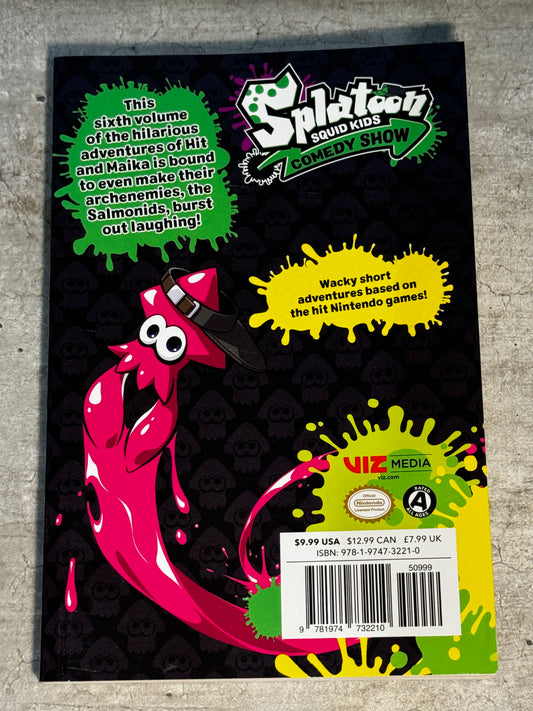 This
sixth volume
of the hilarious
adventures of Hit
and Maika is bound
to even make their
archenemies, the
Salmonids, burst
out laughing!
Splatoon
SQUID KIDS
COMEDY SHOW
Wacky short
adventures based on
the hit Nintendo games!
VIZ MEDIA
viz.com
Official
Nintendo
Licensed Product
RATED
A
ALL AGES
$9.99 USA $12.99 CAN £7.99 UK
ISBN: 978-1-9747-3221-0
50999
9 781974 732210